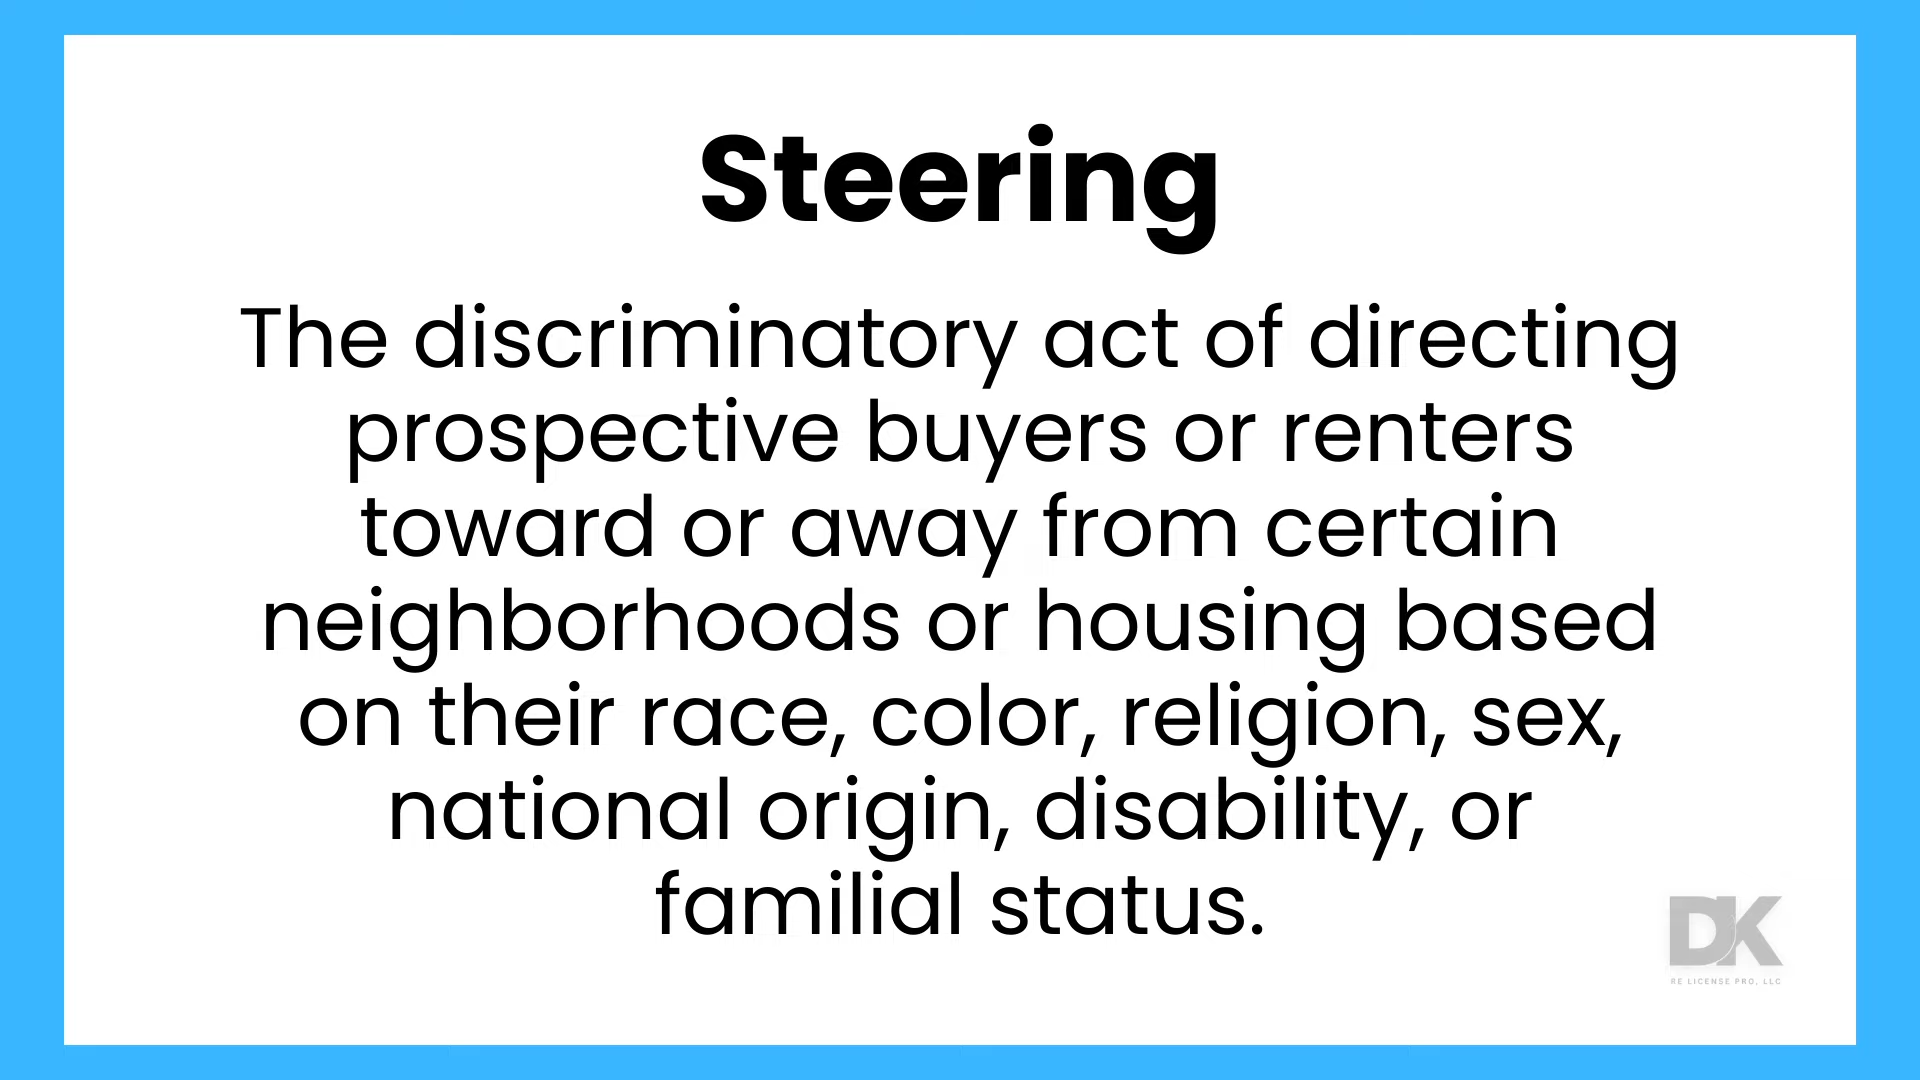 Steering
The discriminatory act of directing
prospective buyers or renters
toward or away from certain
neighborhoods or housing based
on their race, color, religion, sex,
national origin, disability, or
familial status.
DK
RE LICENSE PRO, LLC